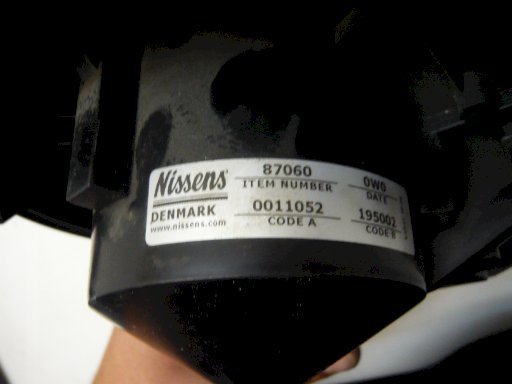 Nissens
DENMARK
www.nissens.com
87060
ITEM NUMBER
0011052
CODE A
0W0
DATE
195002
CODE B